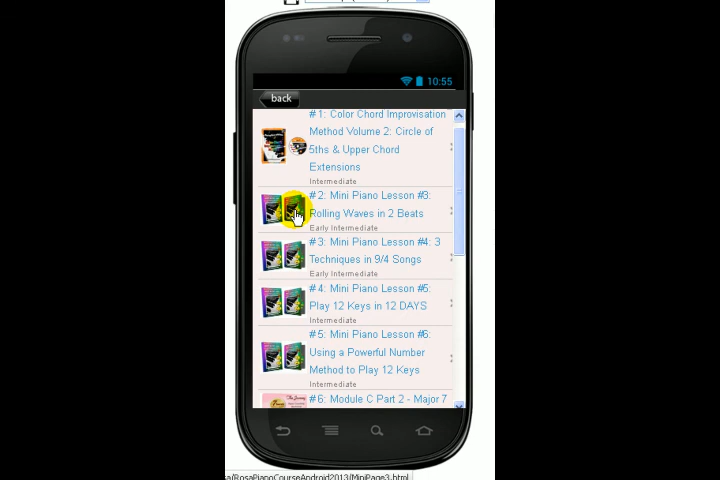 10:55
back
#1: Color Chord Improvisation
Method Volume 2: Circle of
5ths & Upper Chord
Extensions
Intermediate
#2: Mini Piano Lesson #3:
Rolling Waves in 2 Beats
Early Intermediate
#3: Mini Piano Lesson #4: 3
Techniques in 9/4 Songs
Early Intermediate
#4: Mini Piano Lesson #5:
Play 12 Keys in 12 DAYS
Intermediate
#5: Mini Piano Lesson #6:
Using a Powerful Number
Method to Play 12 Keys
Intermediate
#6: Module C Part 2 - Major 7
sa/RosaPianoCourseAndroid2013/MiniPage3.html